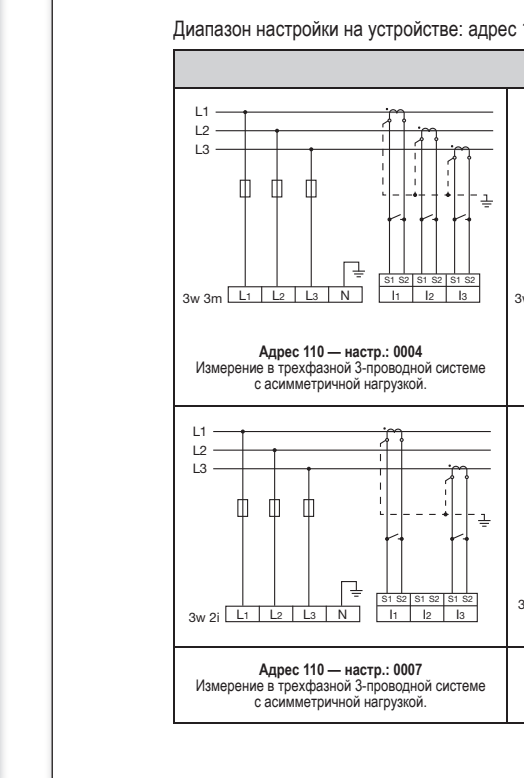 Диапазон настройки на устройстве: адрес
L1
L2
L3
S1 S2 S1 S2 S1 S2
3w 3m L1 L2 L3 N I1 I2 I3
Адрес 110 — настр.: 0004
Измерение в трехфазной 3-проводной системе
с асимметричной нагрузкой.
L1
L2
L3
S1 S2 S1 S2 S1 S2
3w 2i L1 L2 L3 N I1 I2 I3
Адрес 110 — настр.: 0007
Измерение в трехфазной 3-проводной системе
с асимметричной нагрузкой.